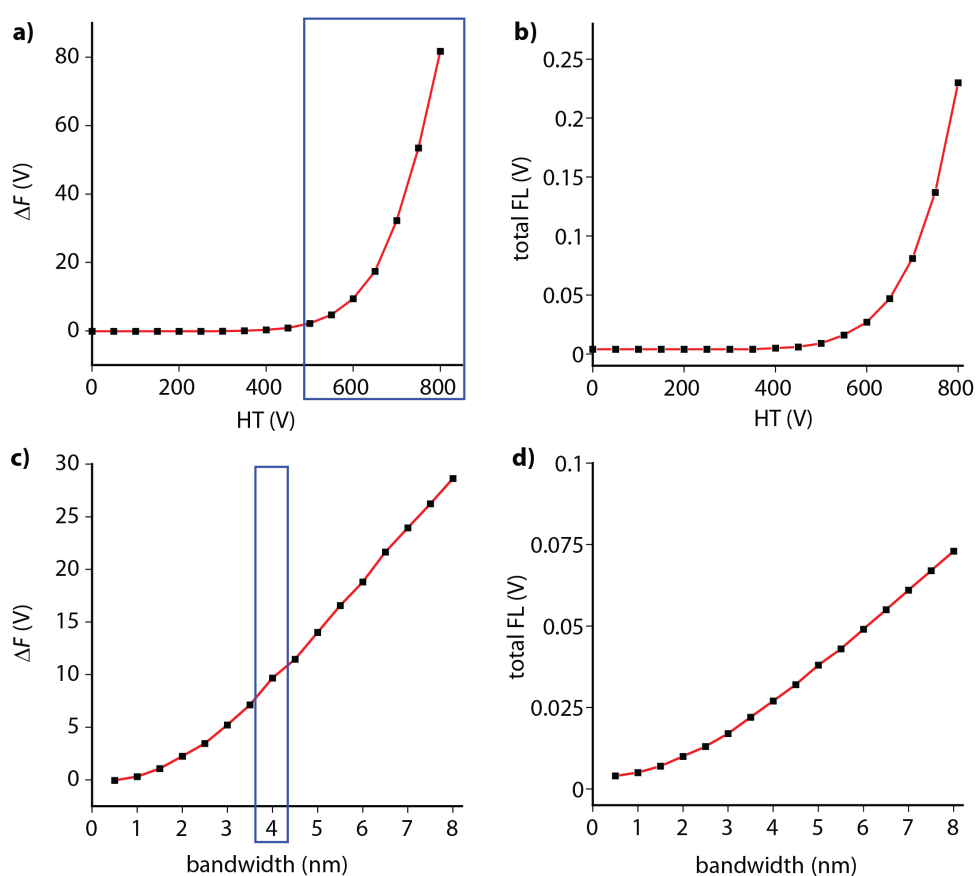 a)
80
60
40
20
0
ΔF (V)
0 200 400 600 800
HT (V)
b)
0.25
0.2
0.15
0.1
0.05
0
total FL (V)
0 200 400 600 800
HT (V)
c)
30
25
20
15
10
5
0
ΔF (V)
0 1 2 3 4 5 6 7 8
bandwidth (nm)
d)
0.1
0.075
0.05
0.025
0
total FL (V)
0 1 2 3 4 5 6 7 8
bandwidth (nm)